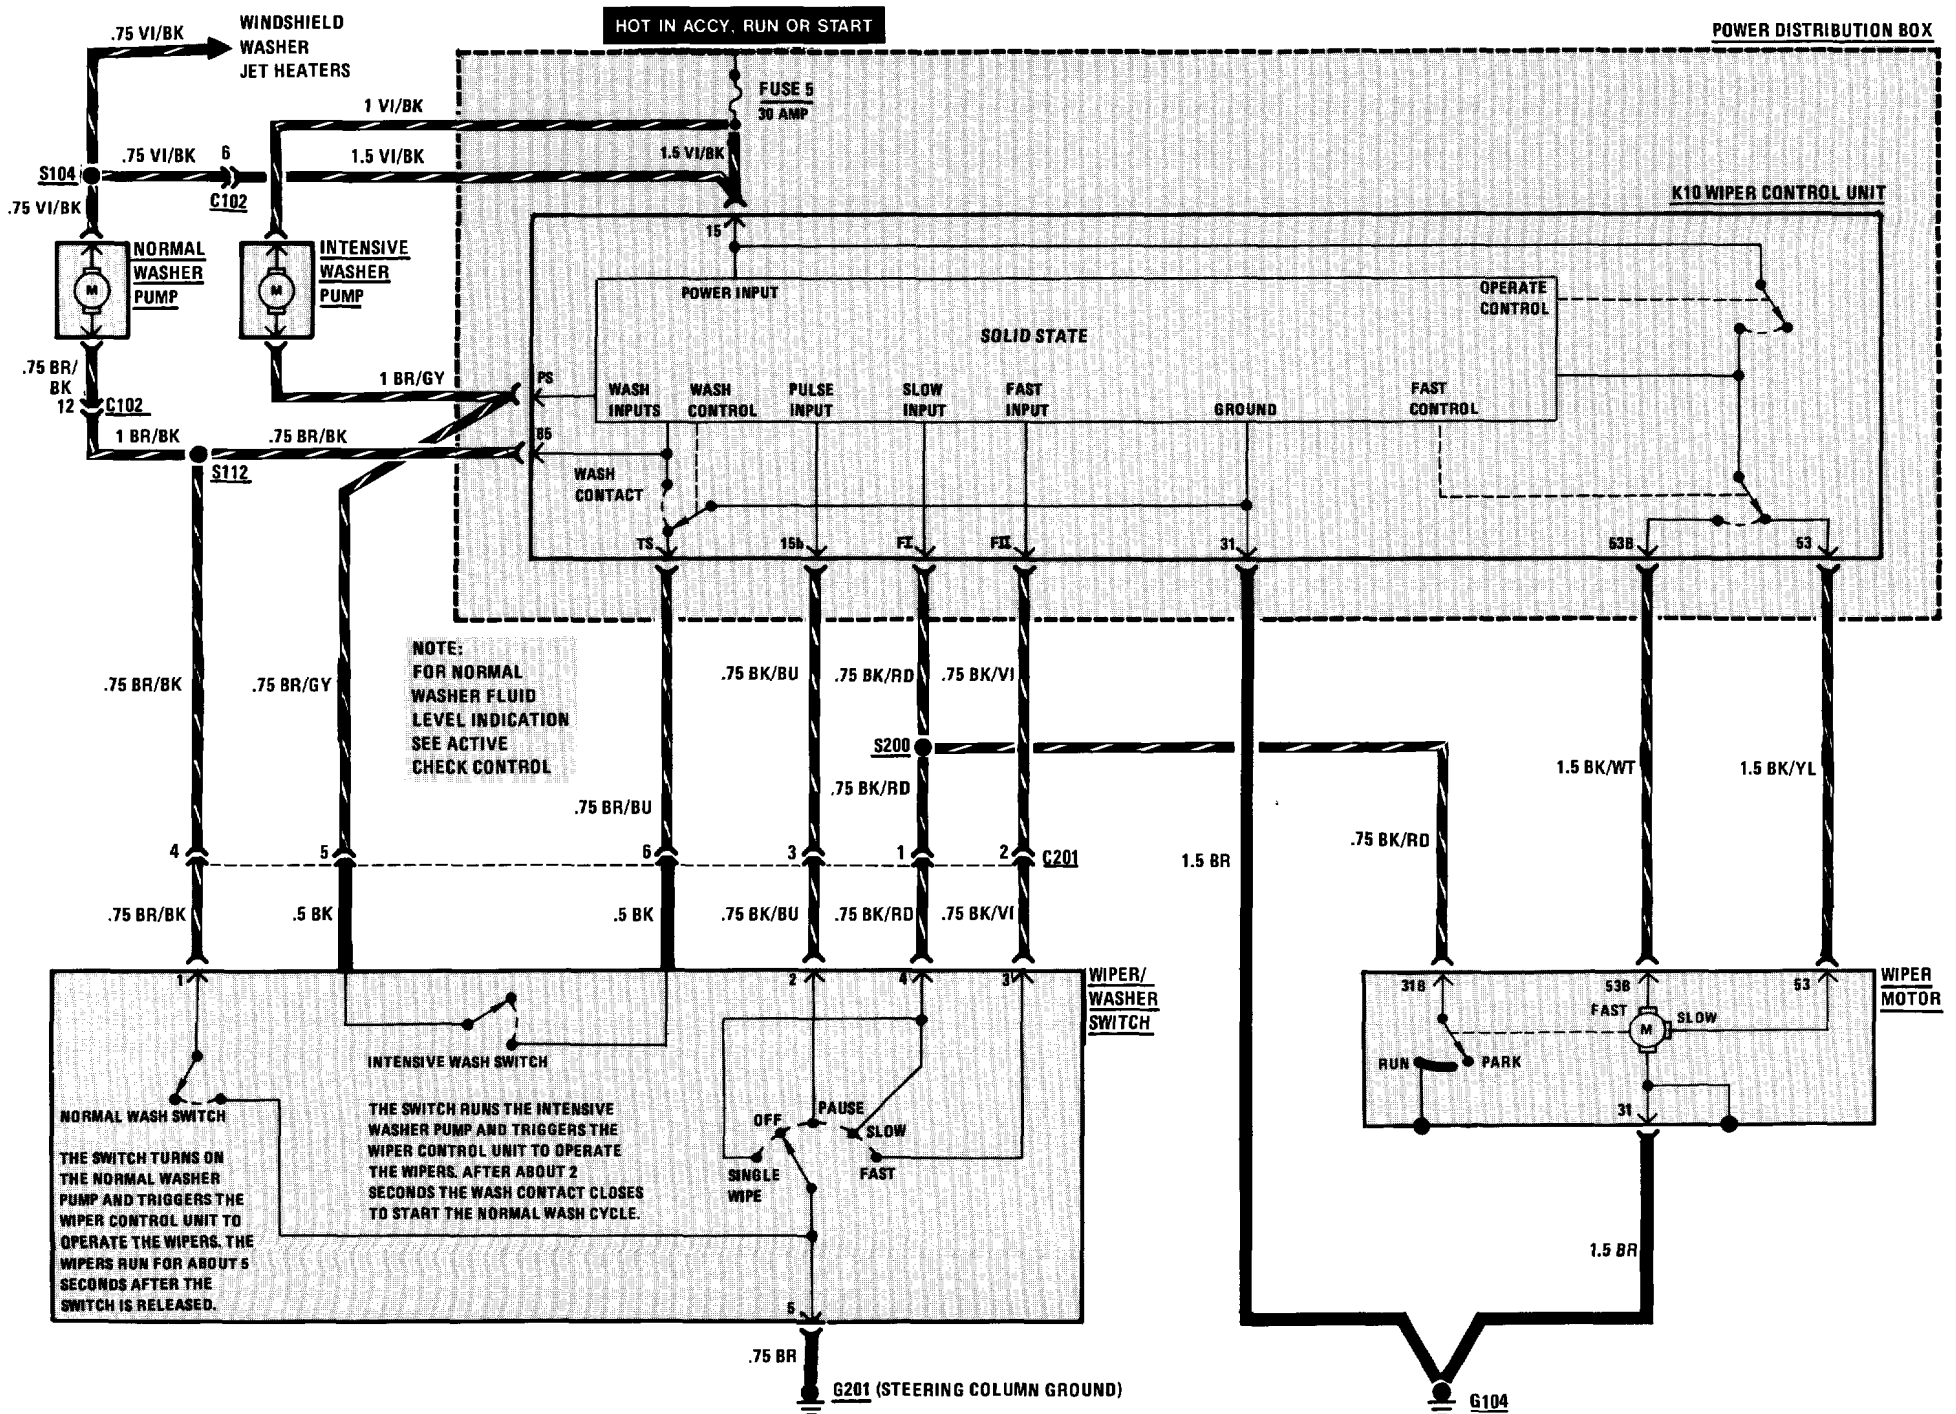 HOT IN ACCY, RUN OR START
POWER DISTRIBUTION BOX
.75 VI/BK
WINDSHIELD
WASHER
JET HEATERS
FUSE 5
30 AMP
1 VI/BK
.75 VI/BK
6
1.5 VI/BK
1.5 VI/BK
S104
C102
.75 VI/BK
K10 WIPER CONTROL UNIT
15
NORMAL
WASHER
PUMP
M
INTENSIVE
WASHER
PUMP
M
POWER INPUT
OPERATE
CONTROL
SOLID STATE
.75 BR/
BK
12
C102
1 BR/GY
PS
WASH
INPUTS
WASH
CONTROL
PULSE
INPUT
SLOW
INPUT
FAST
INPUT
GROUND
FAST
CONTROL
1 BR/BK
.75 BR/BK
85
S112
WASH
CONTACT
TS
15b
FI
FII
31
53B
53
NOTE:
FOR NORMAL
WASHER FLUID
LEVEL INDICATION
SEE ACTIVE
CHECK CONTROL
.75 BR/BK
.75 BR/GY
.75 BK/BU
.75 BK/RD
.75 BK/VI
S200
.75 BR/BU
.75 BK/RD
1.5 BK/WT
1.5 BK/YL
4
5
6
3
1
2
C201
1.5 BR
.75 BK/RD
.75 BR/BK
.5 BK
.5 BK
.75 BK/BU
.75 BK/RD
.75 BK/VI
1
2
4
3
WIPER/
WASHER
SWITCH
31B
53B
53
WIPER
MOTOR
FAST
M
SLOW
RUN
PARK
31
INTENSIVE WASH SWITCH
NORMAL WASH SWITCH
THE SWITCH RUNS THE INTENSIVE
WASHER PUMP AND TRIGGERS THE
WIPER CONTROL UNIT TO OPERATE
THE WIPERS. AFTER ABOUT 2
SECONDS THE WASH CONTACT CLOSES
TO START THE NORMAL WASH CYCLE.
OFF
PAUSE
SLOW
SINGLE
WIPE
FAST
THE SWITCH TURNS ON
THE NORMAL WASHER
PUMP AND TRIGGERS THE
WIPER CONTROL UNIT TO
OPERATE THE WIPERS. THE
WIPERS RUN FOR ABOUT 5
SECONDS AFTER THE
SWITCH IS RELEASED.
5
.75 BR
1.5 BR
G201 (STEERING COLUMN GROUND)
G104